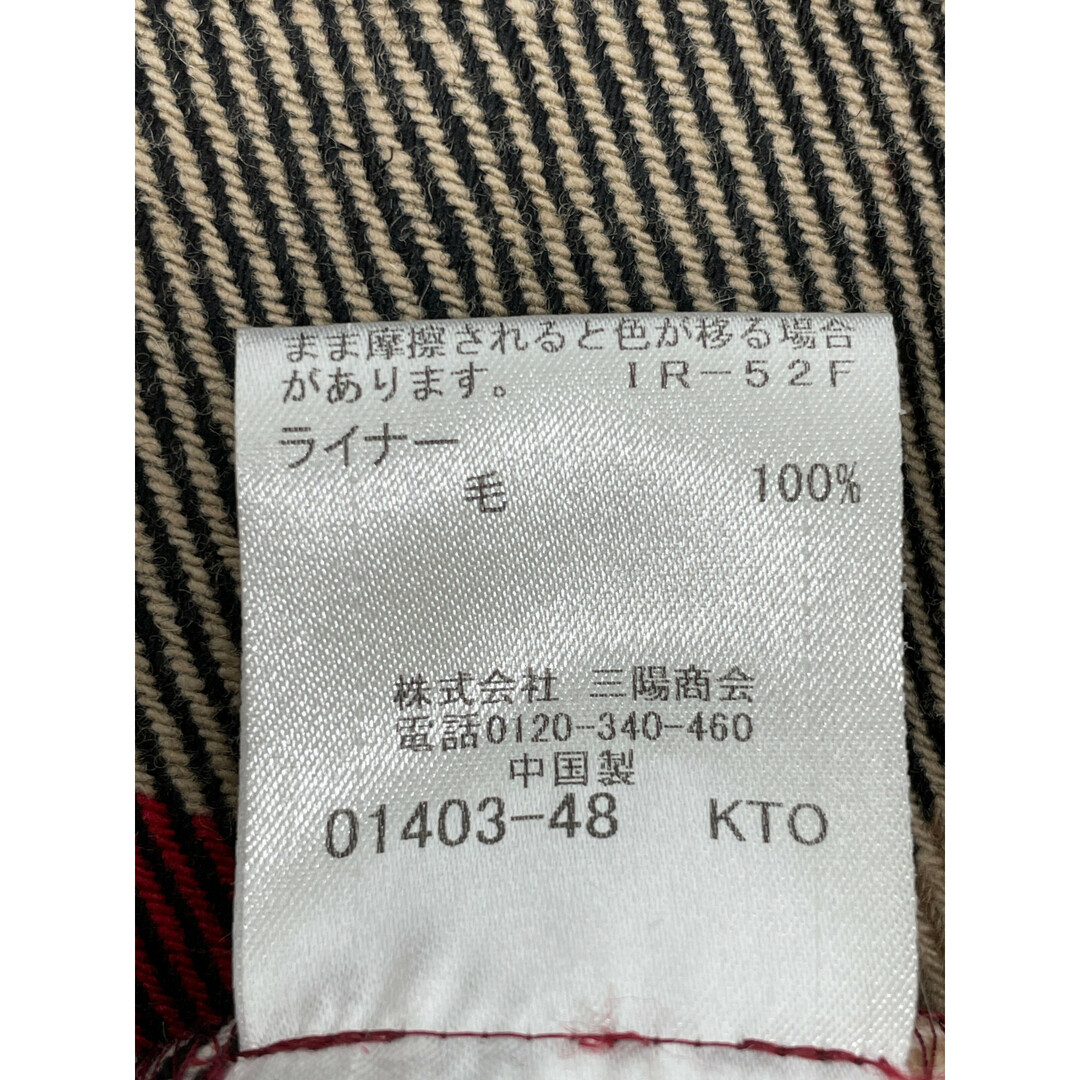 まま摩擦されると色が移る場合
があります。 IR-52F
ライナー
毛 100%
株式会社 三陽商会
電話0120-340-460
中国製
01403-48 KTO